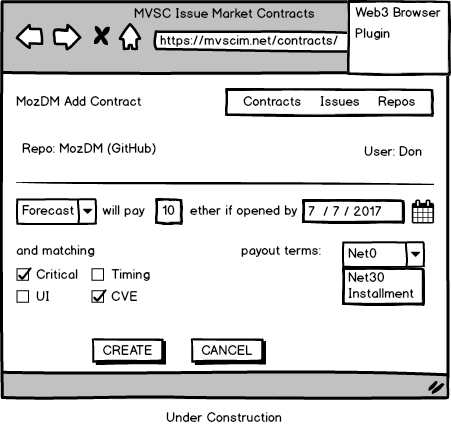 MVSC Issue Market Contracts
Web3 Browser
Plugin
https://mvscim.net/contracts/
MozDM Add Contract
Contracts Issues Repos
Repo: MozDM (GitHub)
User: Don
Forecast will pay 10 ether if opened by 7 / 7 / 2017
and matching
payout terms: Net0
Critical Timing
Net30
UI CVE
Installment
CREATE CANCEL
Under Construction